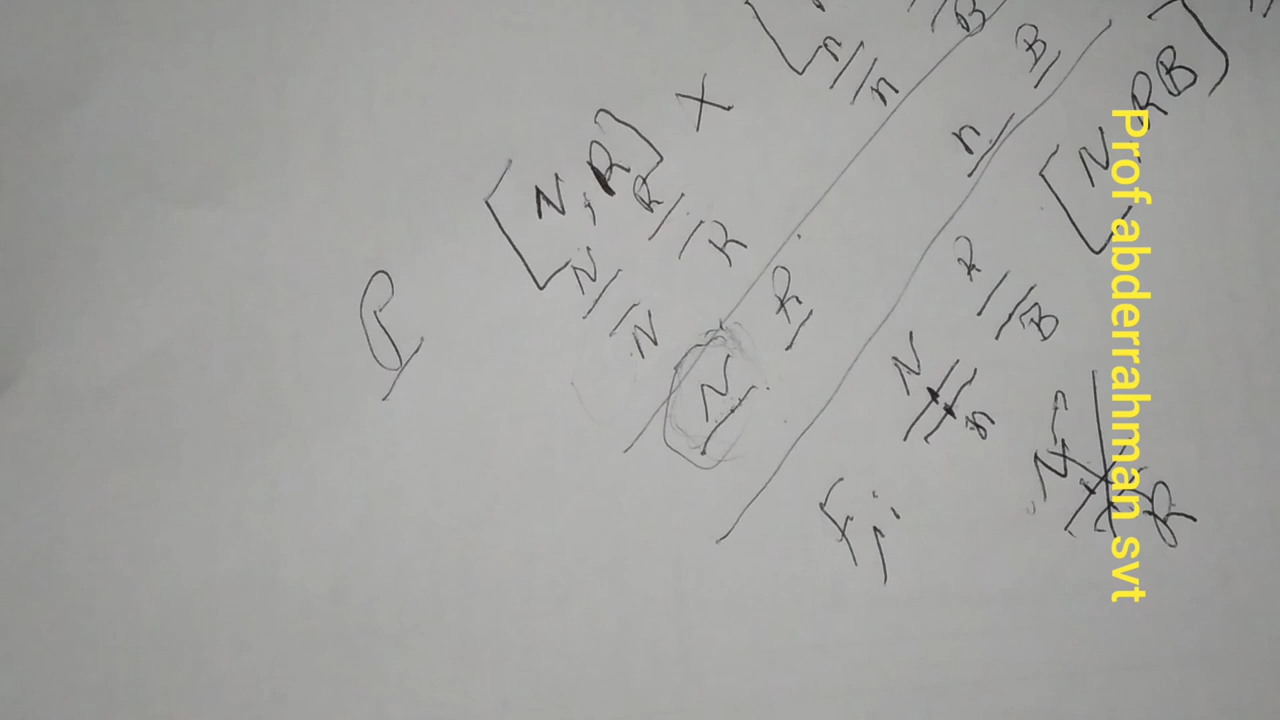 P [N, R] X [
N // N R // R n // n B
N R n B
F1: N // n R // B [N, RB]
N R
Prof abderrahman svt